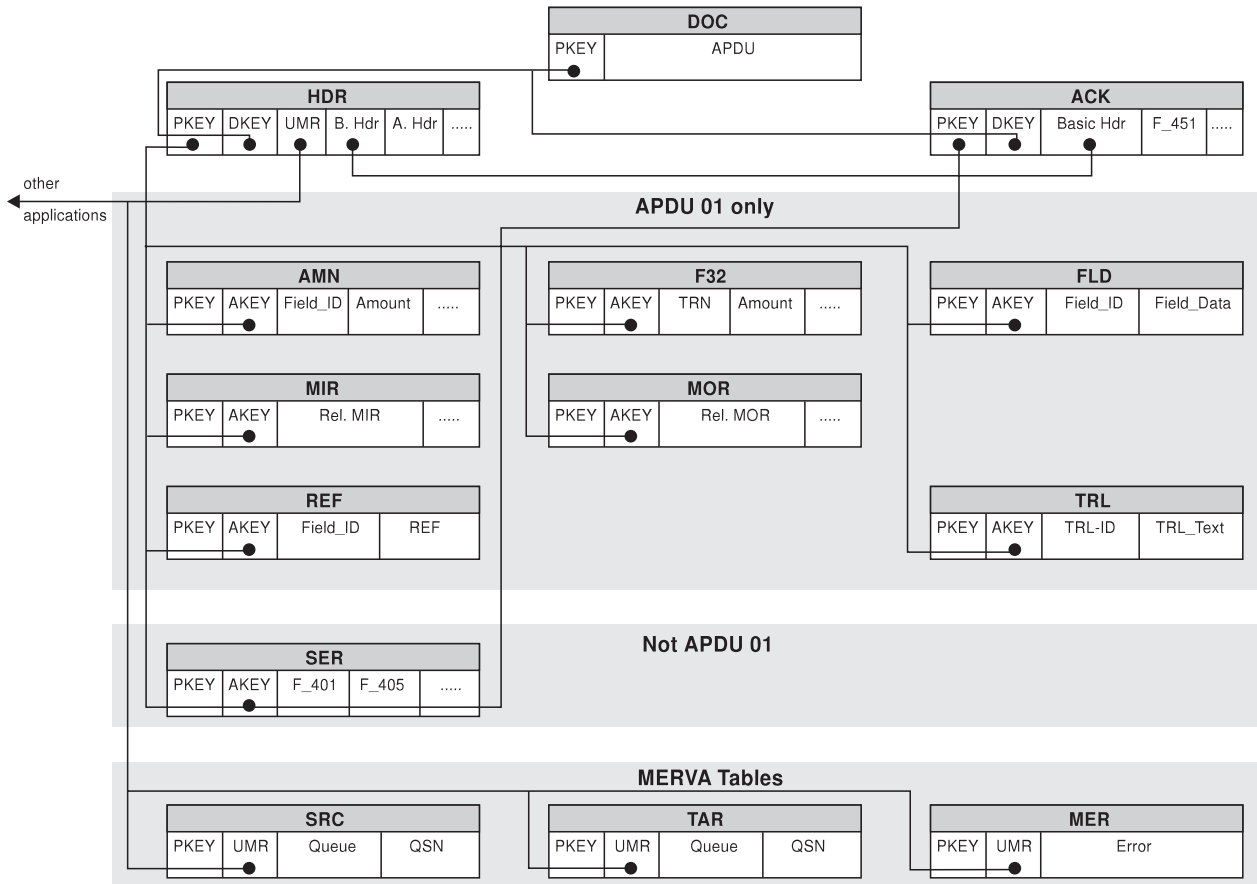 DOC
PKEY APDU
HDR
PKEY DKEY UMR B. Hdr A. Hdr .....
ACK
PKEY DKEY Basic Hdr F_451 .....
other
applications
APDU 01 only
AMN
PKEY AKEY Field_ID Amount .....
F32
PKEY AKEY TRN Amount .....
FLD
PKEY AKEY Field_ID Field_Data
MIR
PKEY AKEY Rel. MIR .....
MOR
PKEY AKEY Rel. MOR .....
REF
PKEY AKEY Field_ID REF
TRL
PKEY AKEY TRL-ID TRL_Text
Not APDU 01
SER
PKEY AKEY F_401 F_405 .....
MERVA Tables
SRC
PKEY UMR Queue QSN
TAR
PKEY UMR Queue QSN
MER
PKEY UMR Error